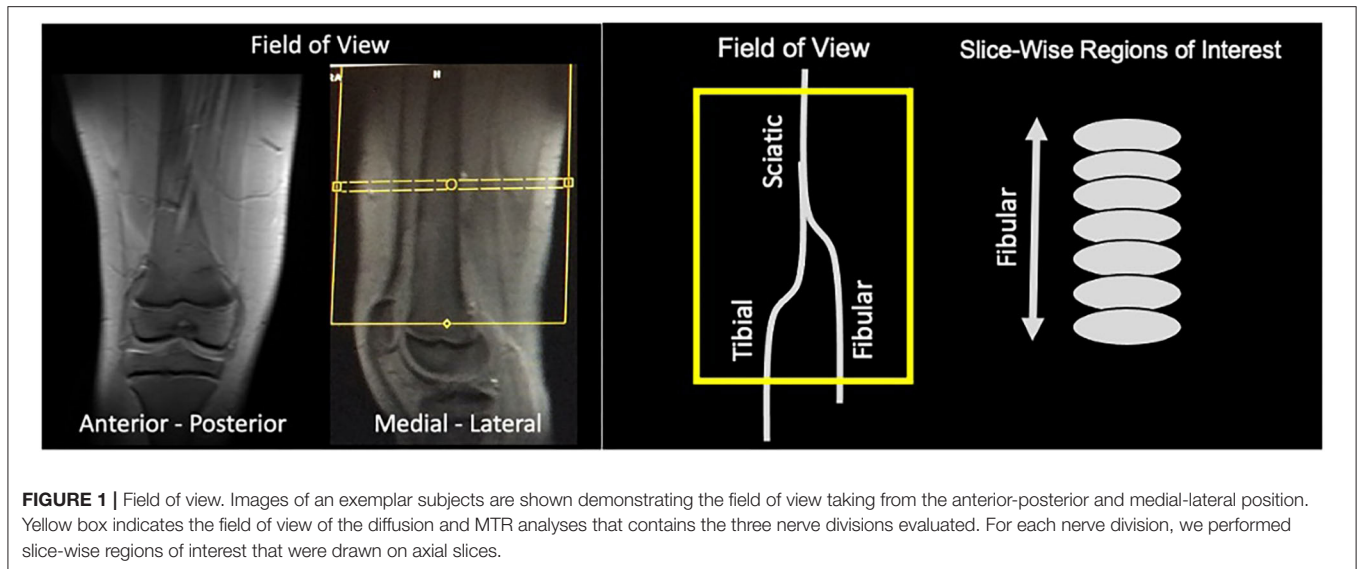 Field of View
RA
H
Anterior - Posterior
Medial - Lateral
Field of View
Slice-Wise Regions of Interest
Sciatic
Tibial
Fibular
Fibular
FIGURE 1 | Field of view. Images of an exemplar subjects are shown demonstrating the field of view taking from the anterior-posterior and medial-lateral position.
Yellow box indicates the field of view of the diffusion and MTR analyses that contains the three nerve divisions evaluated. For each nerve division, we performed
slice-wise regions of interest that were drawn on axial slices.